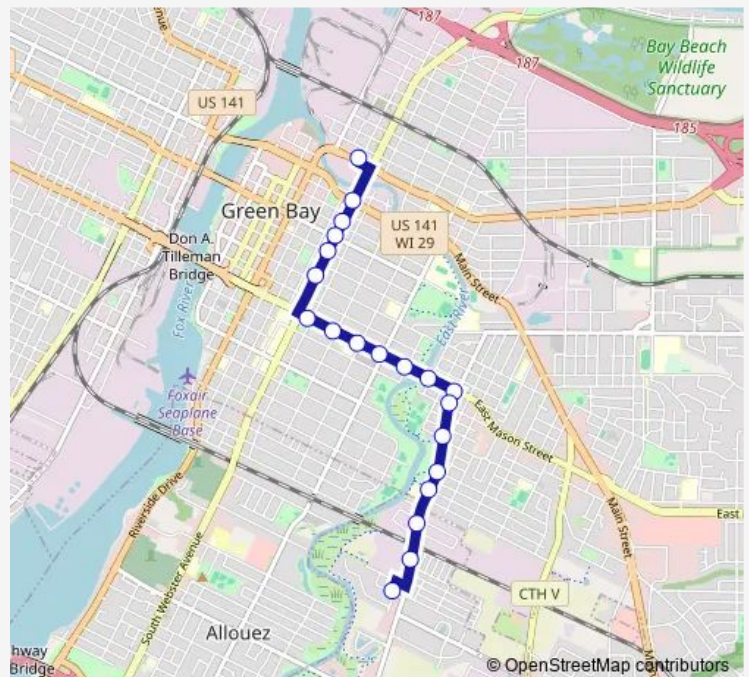 187
enue
Bay Beach
Wildlife
Sanctuary
187
US 141
185
Green Bay
US 141
WI 29
Don A.
Tilleman
Bridge
Main Street
Fox River
East River
Foxair
Seaplane
Base
East Mason Street
Riverside Drive
East
Main Street
South Webster Avenue
CTH V
Allouez
hway
Bridge
M
© OpenStreetMap contributors